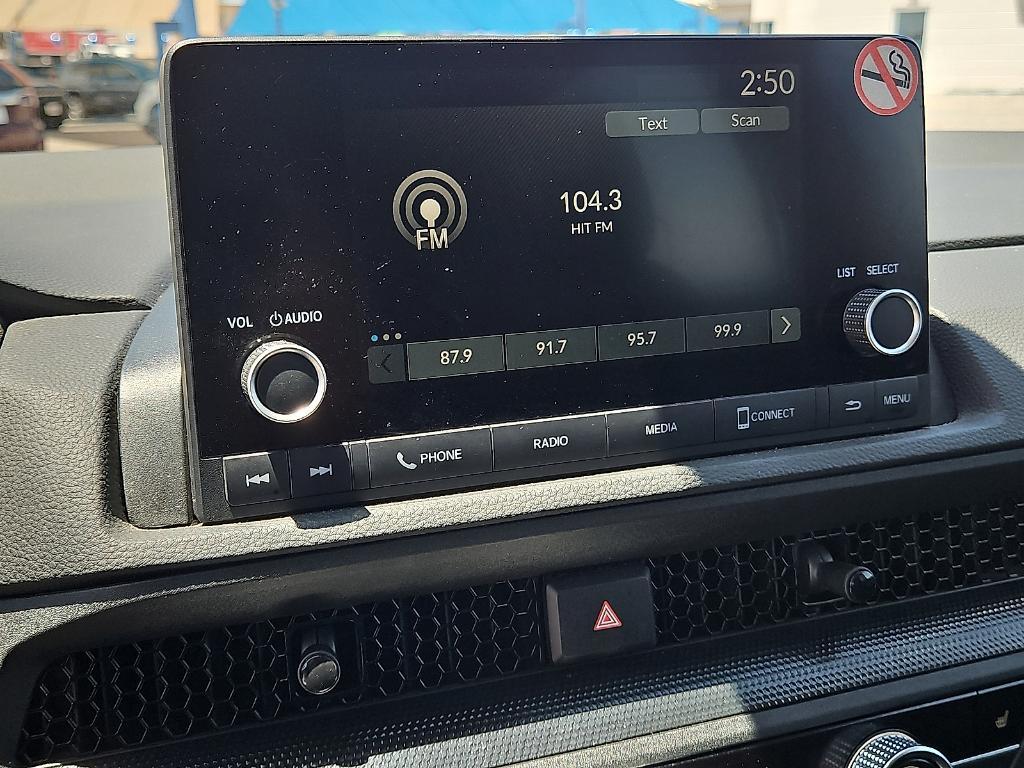 2:50
Text Scan
104.3
HIT FM
FM
LIST SELECT
VOL AUDIO
87.9 91.7 95.7 99.9
PHONE RADIO MEDIA CONNECT MENU